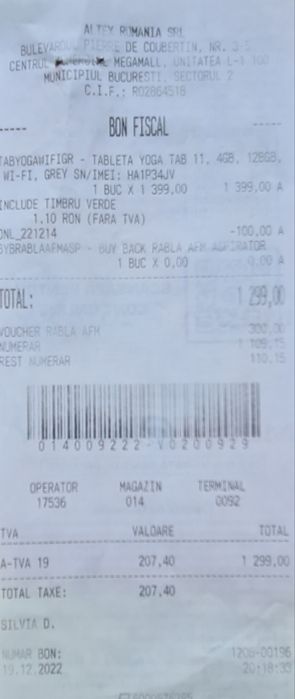 ALTEX ROMANIA SRL
BULEVARDUL PIERRE DE COUBERTIN, NR. 3-5
CENTRUL MEGAMALL, UNITATEA L-1 100
MUNICIPIUL BUCURESTI, SECTORUL 2
C.I.F.: RO2864518
BON FISCAL
TABYOGAWIFIGR - TABLETA YOGA TAB 11, 4GB, 128GB,
WI-FI, GREY SN/IMEI: HA1P34JV
1 BUC X 1 399,00 1 399,00 A
INCLUDE TIMBRU VERDE
1.10 RON (FARA TVA)
ONL_221214 -100,00 A
BYBRABLAAFMASP - BUY BACK RABLA AFM ASPIRATOR
1 BUC X 0,00 0,00 A
TOTAL: 1 299,00
VOUCHER RABLA AFM 300,00
NUMERAR 1 109,15
REST NUMERAR 110,15
014009222-V0200929
OPERATOR MAGAZIN TERMINAL
17536 014 0092
TVA VALOARE TOTAL
A-TVA 19 207,40 1 299,00
TOTAL TAXE: 207,40
SILVIA D.
NUMAR BON: 1206-00196
19.12.2022 20:18:33